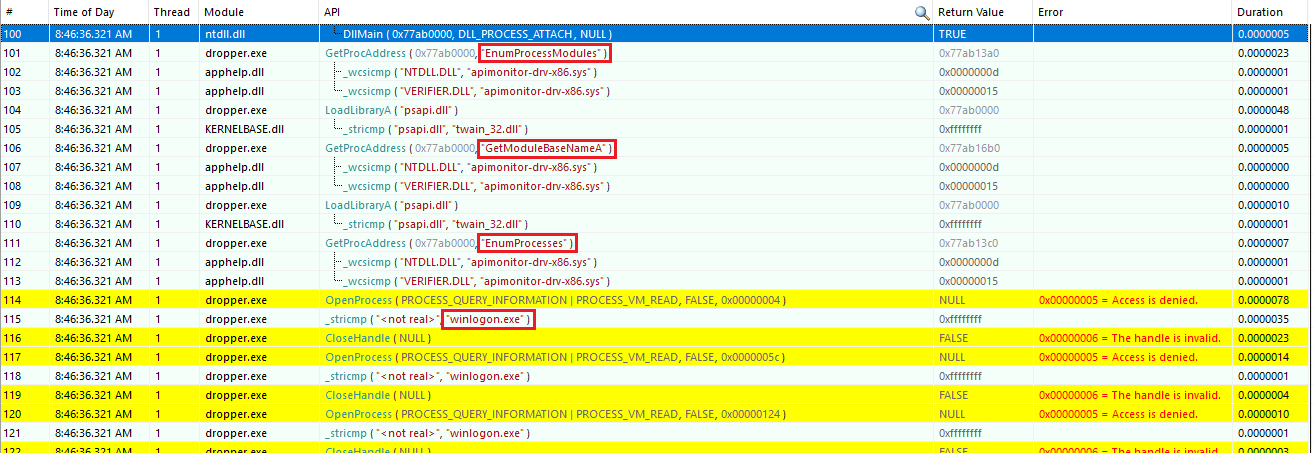 # Time of Day Thread Module API Return Value Error Duration
100 8:46:36.321 AM 1 ntdll.dll DllMain ( 0x77ab0000, DLL_PROCESS_ATTACH, NULL ) TRUE 0.0000005
101 8:46:36.321 AM 1 dropper.exe GetProcAddress ( 0x77ab0000, "EnumProcessModules" ) 0x77ab13a0 0.0000023
102 8:46:36.321 AM 1 apphelp.dll _wcsicmp ( "NTDLL.DLL", "apimonitor-drv-x86.sys" ) 0x0000000d 0.0000001
103 8:46:36.321 AM 1 apphelp.dll _wcsicmp ( "VERIFIER.DLL", "apimonitor-drv-x86.sys" ) 0x00000015 0.0000001
104 8:46:36.321 AM 1 dropper.exe LoadLibraryA ( "psapi.dll" ) 0x77ab0000 0.0000048
105 8:46:36.321 AM 1 KERNELBASE.dll _stricmp ( "psapi.dll", "twain_32.dll" ) 0xffffffff 0.0000001
106 8:46:36.321 AM 1 dropper.exe GetProcAddress ( 0x77ab0000, "GetModuleBaseNameA" ) 0x77ab16b0 0.0000005
107 8:46:36.321 AM 1 apphelp.dll _wcsicmp ( "NTDLL.DLL", "apimonitor-drv-x86.sys" ) 0x0000000d 0.0000000
108 8:46:36.321 AM 1 apphelp.dll _wcsicmp ( "VERIFIER.DLL", "apimonitor-drv-x86.sys" ) 0x00000015 0.0000000
109 8:46:36.321 AM 1 dropper.exe LoadLibraryA ( "psapi.dll" ) 0x77ab0000 0.0000010
110 8:46:36.321 AM 1 KERNELBASE.dll _stricmp ( "psapi.dll", "twain_32.dll" ) 0xffffffff 0.0000001
111 8:46:36.321 AM 1 dropper.exe GetProcAddress ( 0x77ab0000, "EnumProcesses" ) 0x77ab13c0 0.0000007
112 8:46:36.321 AM 1 apphelp.dll _wcsicmp ( "NTDLL.DLL", "apimonitor-drv-x86.sys" ) 0x0000000d 0.0000001
113 8:46:36.321 AM 1 apphelp.dll _wcsicmp ( "VERIFIER.DLL", "apimonitor-drv-x86.sys" ) 0x00000015 0.0000001
114 8:46:36.321 AM 1 dropper.exe OpenProcess ( PROCESS_QUERY_INFORMATION | PROCESS_VM_READ, FALSE, 0x00000004 ) NULL 0x00000005 = Access is denied. 0.0000078
115 8:46:36.321 AM 1 dropper.exe _stricmp ( "<not real>", "winlogon.exe" ) 0xffffffff 0.0000035
116 8:46:36.321 AM 1 dropper.exe CloseHandle ( NULL ) FALSE 0x00000006 = The handle is invalid. 0.0000023
117 8:46:36.321 AM 1 dropper.exe OpenProcess ( PROCESS_QUERY_INFORMATION | PROCESS_VM_READ, FALSE, 0x0000005c ) NULL 0x00000005 = Access is denied. 0.0000014
118 8:46:36.321 AM 1 dropper.exe _stricmp ( "<not real>", "winlogon.exe" ) 0xffffffff 0.0000001
119 8:46:36.321 AM 1 dropper.exe CloseHandle ( NULL ) FALSE 0x00000006 = The handle is invalid. 0.0000004
120 8:46:36.321 AM 1 dropper.exe OpenProcess ( PROCESS_QUERY_INFORMATION | PROCESS_VM_READ, FALSE, 0x00000124 ) NULL 0x00000005 = Access is denied. 0.0000010
121 8:46:36.321 AM 1 dropper.exe _stricmp ( "<not real>", "winlogon.exe" ) 0xffffffff 0.0000001
122 8:46:36.321 AM 1 dropper.exe CloseHandle ( NULL ) FALSE 0x00000006 = The handle is invalid. 0.0000003